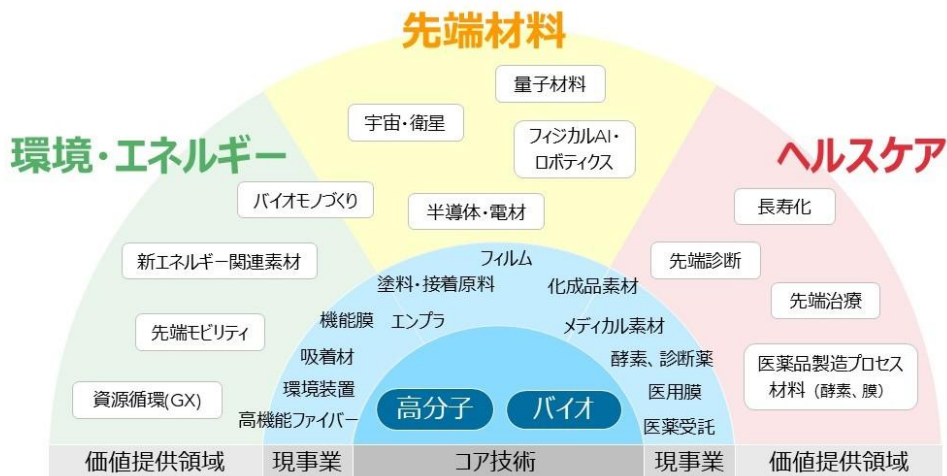 先端材料
環境・エネルギー
ヘルスケア
量子材料
宇宙・衛星
フィジカルAI・
ロボティクス
バイオモノづくり
半導体・電材
長寿化
新エネルギー関連素材
先端診断
先端モビリティ
先端治療
資源循環(GX)
医薬品製造プロセス
材料（酵素、膜）
フィルム
塗料・接着原料
化成品素材
機能膜
エンプラ
メディカル素材
吸着材
酵素、診断薬
環境装置
医用膜
高機能ファイバー
医薬受託
高分子
バイオ
価値提供領域
現事業
コア技術
現事業
価値提供領域